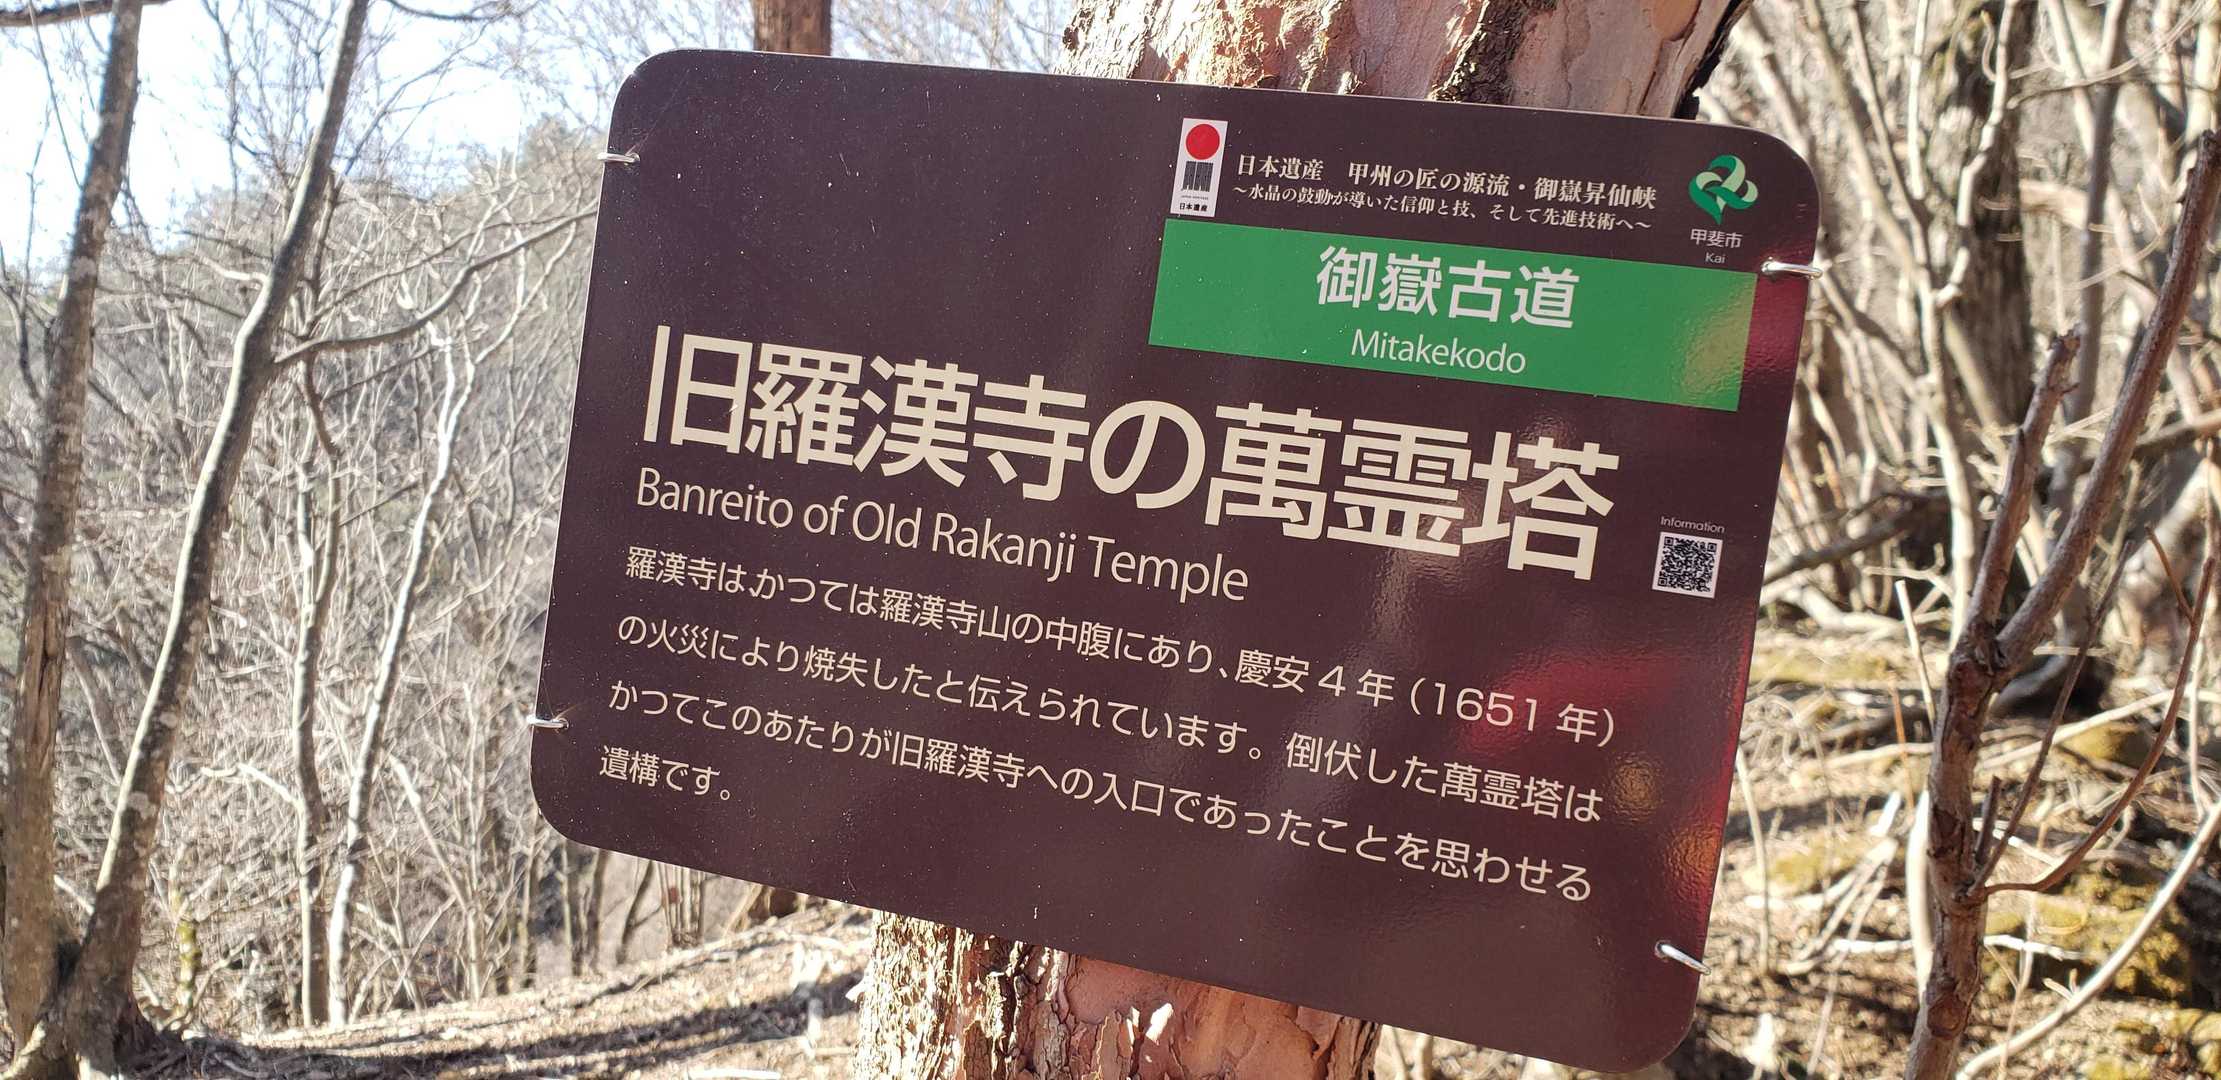 日本遺産
日本遺産　甲州の匠の源流・御嶽昇仙峡
～水晶の鼓動が導いた信仰と技、そして先進技術へ～
甲斐市
Kai
御嶽古道
Mitakekodo
旧羅漢寺の萬霊塔
Banreito of Old Rakanji Temple
Information
羅漢寺は､かつては羅漢寺山の中腹にあり､慶安4年（1651年）
の火災により焼失したと伝えられています。倒伏した萬霊塔は
かつてこのあたりが旧羅漢寺への入口であったことを思わせる
遺構です。